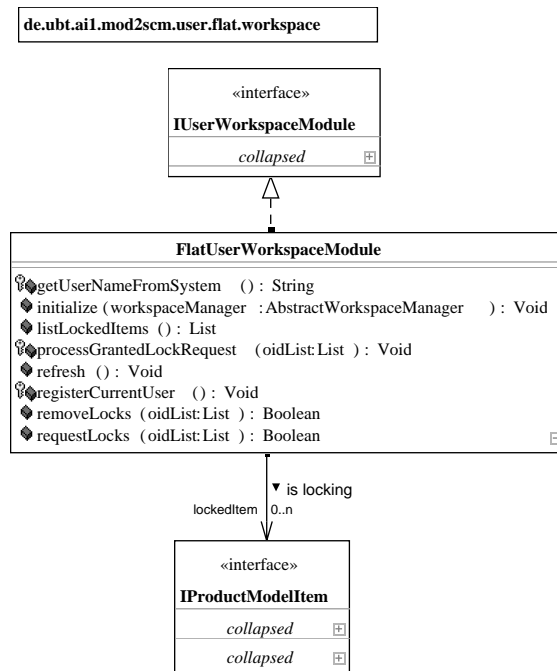 de.ubt.ai1.mod2scm.user.flat.workspace
«interface»
IUserWorkspaceModule
collapsed
FlatUserWorkspaceModule
getUserNameFromSystem () : String
initialize (workspaceManager :AbstractWorkspaceManager ) : Void
listLockedItems () : List
processGrantedLockRequest (oidList:List ) : Void
refresh () : Void
registerCurrentUser () : Void
removeLocks (oidList:List ) : Boolean
requestLocks (oidList:List ) : Boolean
▼ is locking
lockedItem 0..n
«interface»
IProductModelItem
collapsed
collapsed